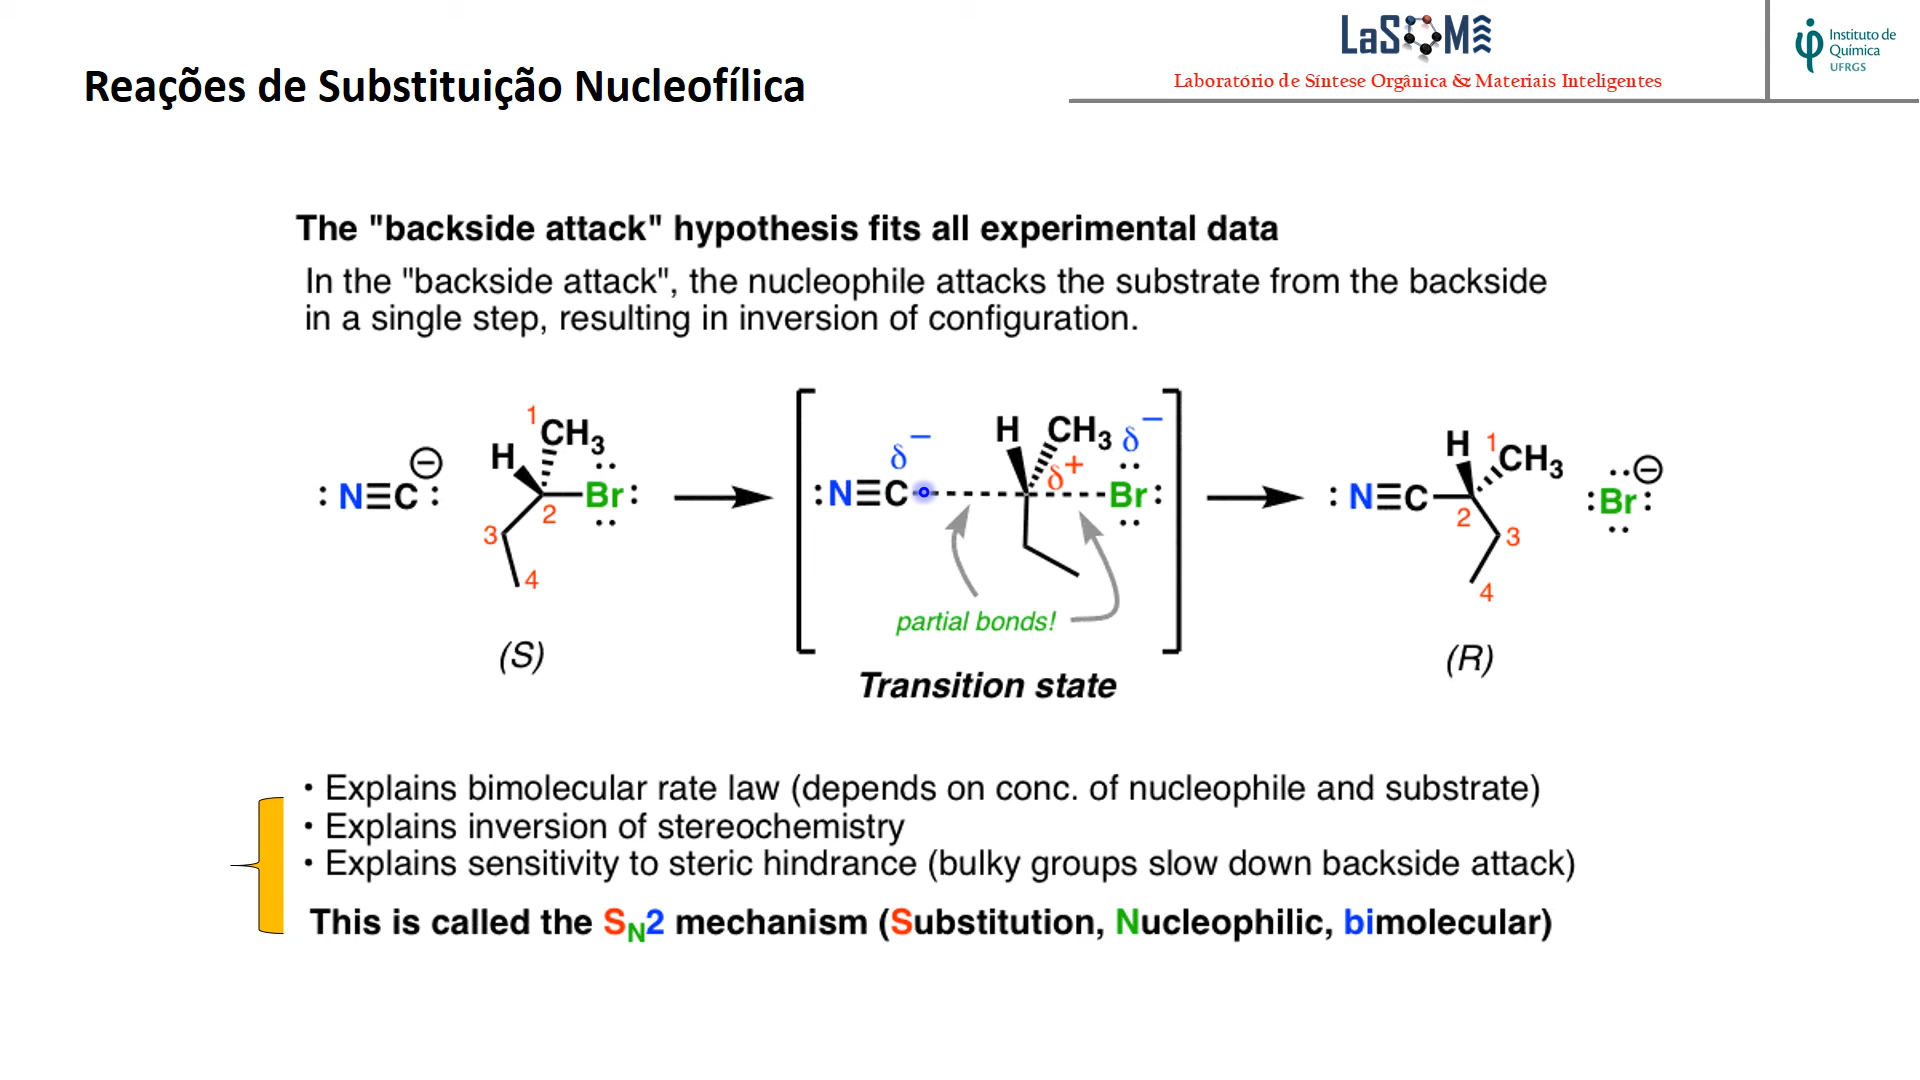 LaSOMI
Laboratório de Síntese Orgânica & Materiais Inteligentes
Instituto de
Química
UFRGS
Reações de Substituição Nucleofílica
The "backside attack" hypothesis fits all experimental data
In the "backside attack", the nucleophile attacks the substrate from the backside
in a single step, resulting in inversion of configuration.
:N≡C: ⊖
1 CH₃
H
Br
2
3
4
(S)
δ− :N≡C
H CH₃ δ−
δ+
Br
partial bonds!
Transition state
H 1 CH₃
:N≡C
2
3
4
(R)
:Br: ⊖
• Explains bimolecular rate law (depends on conc. of nucleophile and substrate)
• Explains inversion of stereochemistry
• Explains sensitivity to steric hindrance (bulky groups slow down backside attack)
This is called the SN2 mechanism (Substitution, Nucleophilic, bimolecular)